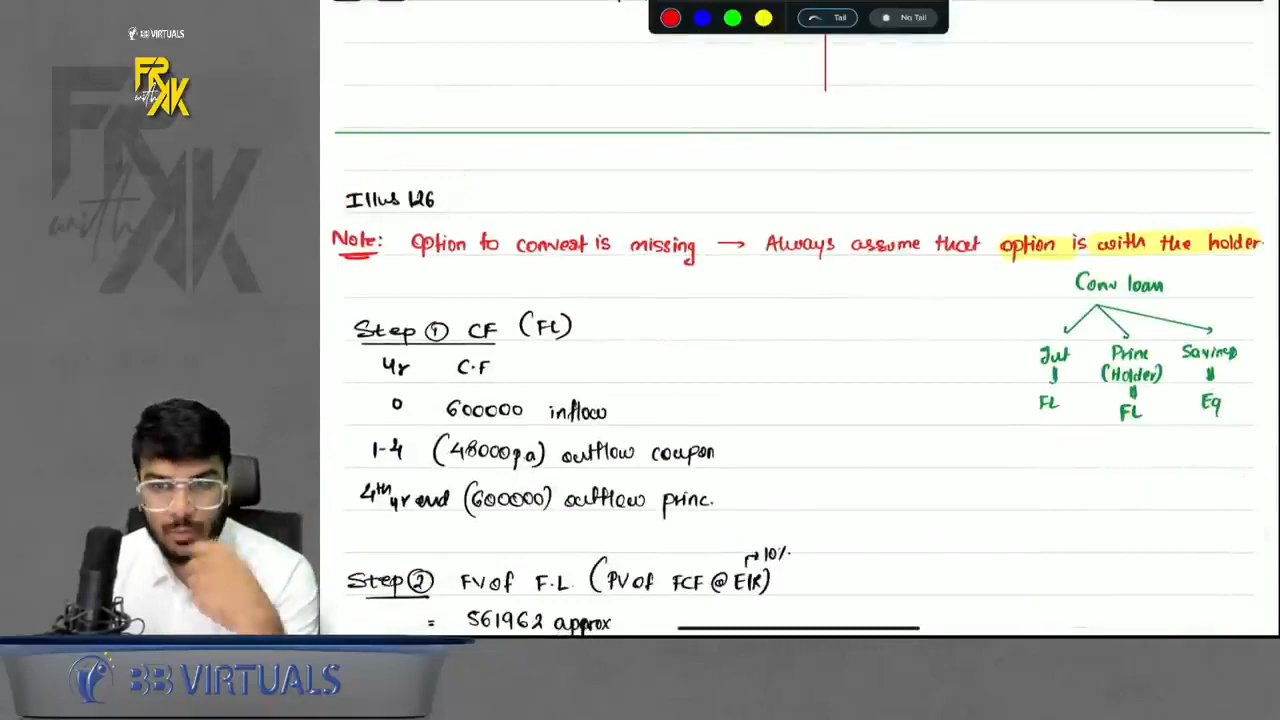 Tail
No Tail
BB VIRTUALS
FR
with
KK
FR
with
KK
Illus 126
Note: Option to convert is missing → Always assume that option is with the holder.
Conv loan
Int Princ Savings
(Holder)
FL FL Eq
Step ① CF (FL)
Yr C.F
0 600000 inflow
1-4 (48000 p.a) outflow coupon
4th yr end (600000) outflow princ.
→ 10%
Step ② FV of F.L. (PV of FCF @ EIR)
= 561962 approx
BB VIRTUALS